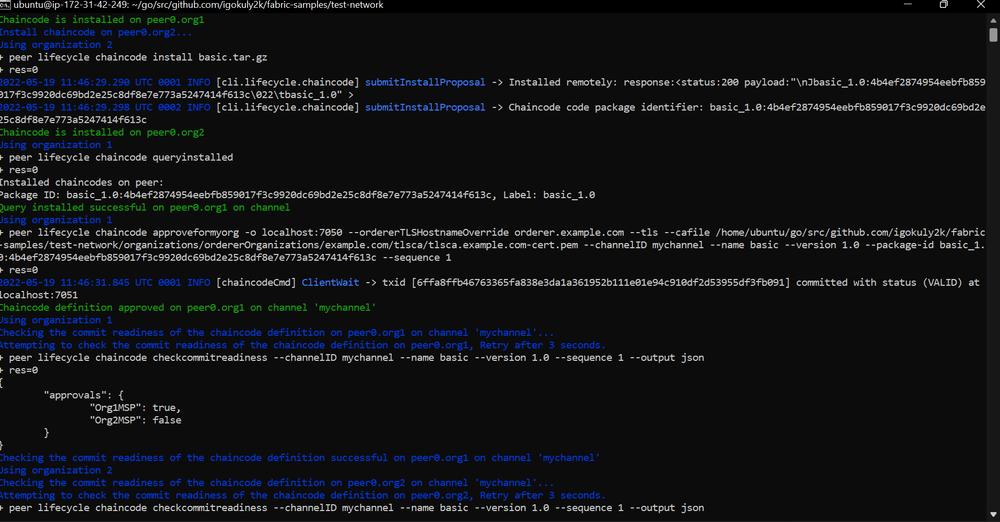 ubuntu@ip-172-31-42-249: ~/go/src/github.com/igokuly2k/fabric-samples/test-network
Chaincode is installed on peer0.org1
Install chaincode on peer0.org2...
Using organization 2
+ peer lifecycle chaincode install basic.tar.gz
+ res=0
2022-05-19 11:46:29.290 UTC 0001 INFO [cli.lifecycle.chaincode] submitInstallProposal -> Installed remotely: response:<status:200 payload:"\nJbasic_1.0:4b4ef2874954eebfb859
017f3c9920dc69bd2e25c8df8e7e773a5247414f613c\022\tbasic_1.0" >
2022-05-19 11:46:29.298 UTC 0002 INFO [cli.lifecycle.chaincode] submitInstallProposal -> Chaincode code package identifier: basic_1.0:4b4ef2874954eebfb859017f3c9920dc69bd2e
25c8df8e7e773a5247414f613c
Chaincode is installed on peer0.org2
Using organization 1
+ peer lifecycle chaincode queryinstalled
+ res=0
Installed chaincodes on peer:
Package ID: basic_1.0:4b4ef2874954eebfb859017f3c9920dc69bd2e25c8df8e7e773a5247414f613c, Label: basic_1.0
Query installed successful on peer0.org1 on channel
Using organization 1
+ peer lifecycle chaincode approveformyorg -o localhost:7050 --ordererTLSHostnameOverride orderer.example.com --tls --cafile /home/ubuntu/go/src/github.com/igokuly2k/fabric
-samples/test-network/organizations/ordererOrganizations/example.com/tlsca/tlsca.example.com-cert.pem --channelID mychannel --name basic --version 1.0 --package-id basic_1.
0:4b4ef2874954eebfb859017f3c9920dc69bd2e25c8df8e7e773a5247414f613c --sequence 1
+ res=0
2022-05-19 11:46:31.845 UTC 0001 INFO [chaincodeCmd] ClientWait -> txid [6ffa8ffb46763365fa838e3da1a361952b111e01e94c910df2d53955df3fb091] committed with status (VALID) at
localhost:7051
Chaincode definition approved on peer0.org1 on channel 'mychannel'
Using organization 1
Checking the commit readiness of the chaincode definition on peer0.org1 on channel 'mychannel'...
Attempting to check the commit readiness of the chaincode definition on peer0.org1, Retry after 3 seconds.
+ peer lifecycle chaincode checkcommitreadiness --channelID mychannel --name basic --version 1.0 --sequence 1 --output json
+ res=0
{
"approvals": {
"Org1MSP": true,
"Org2MSP": false
}
}
Checking the commit readiness of the chaincode definition successful on peer0.org1 on channel 'mychannel'
Using organization 2
Checking the commit readiness of the chaincode definition on peer0.org2 on channel 'mychannel'...
Attempting to check the commit readiness of the chaincode definition on peer0.org2, Retry after 3 seconds.
+ peer lifecycle chaincode checkcommitreadiness --channelID mychannel --name basic --version 1.0 --sequence 1 --output json